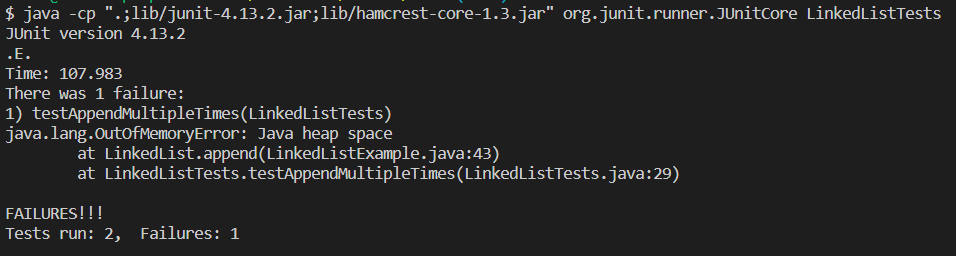 $ java -cp ".;lib/junit-4.13.2.jar;lib/hamcrest-core-1.3.jar" org.junit.runner.JUnitCore LinkedListTests
JUnit version 4.13.2
.E.
Time: 107.983
There was 1 failure:
1) testAppendMultipleTimes(LinkedListTests)
java.lang.OutOfMemoryError: Java heap space
        at LinkedList.append(LinkedListExample.java:43)
        at LinkedListTests.testAppendMultipleTimes(LinkedListTests.java:29)

FAILURES!!!
Tests run: 2,  Failures: 1